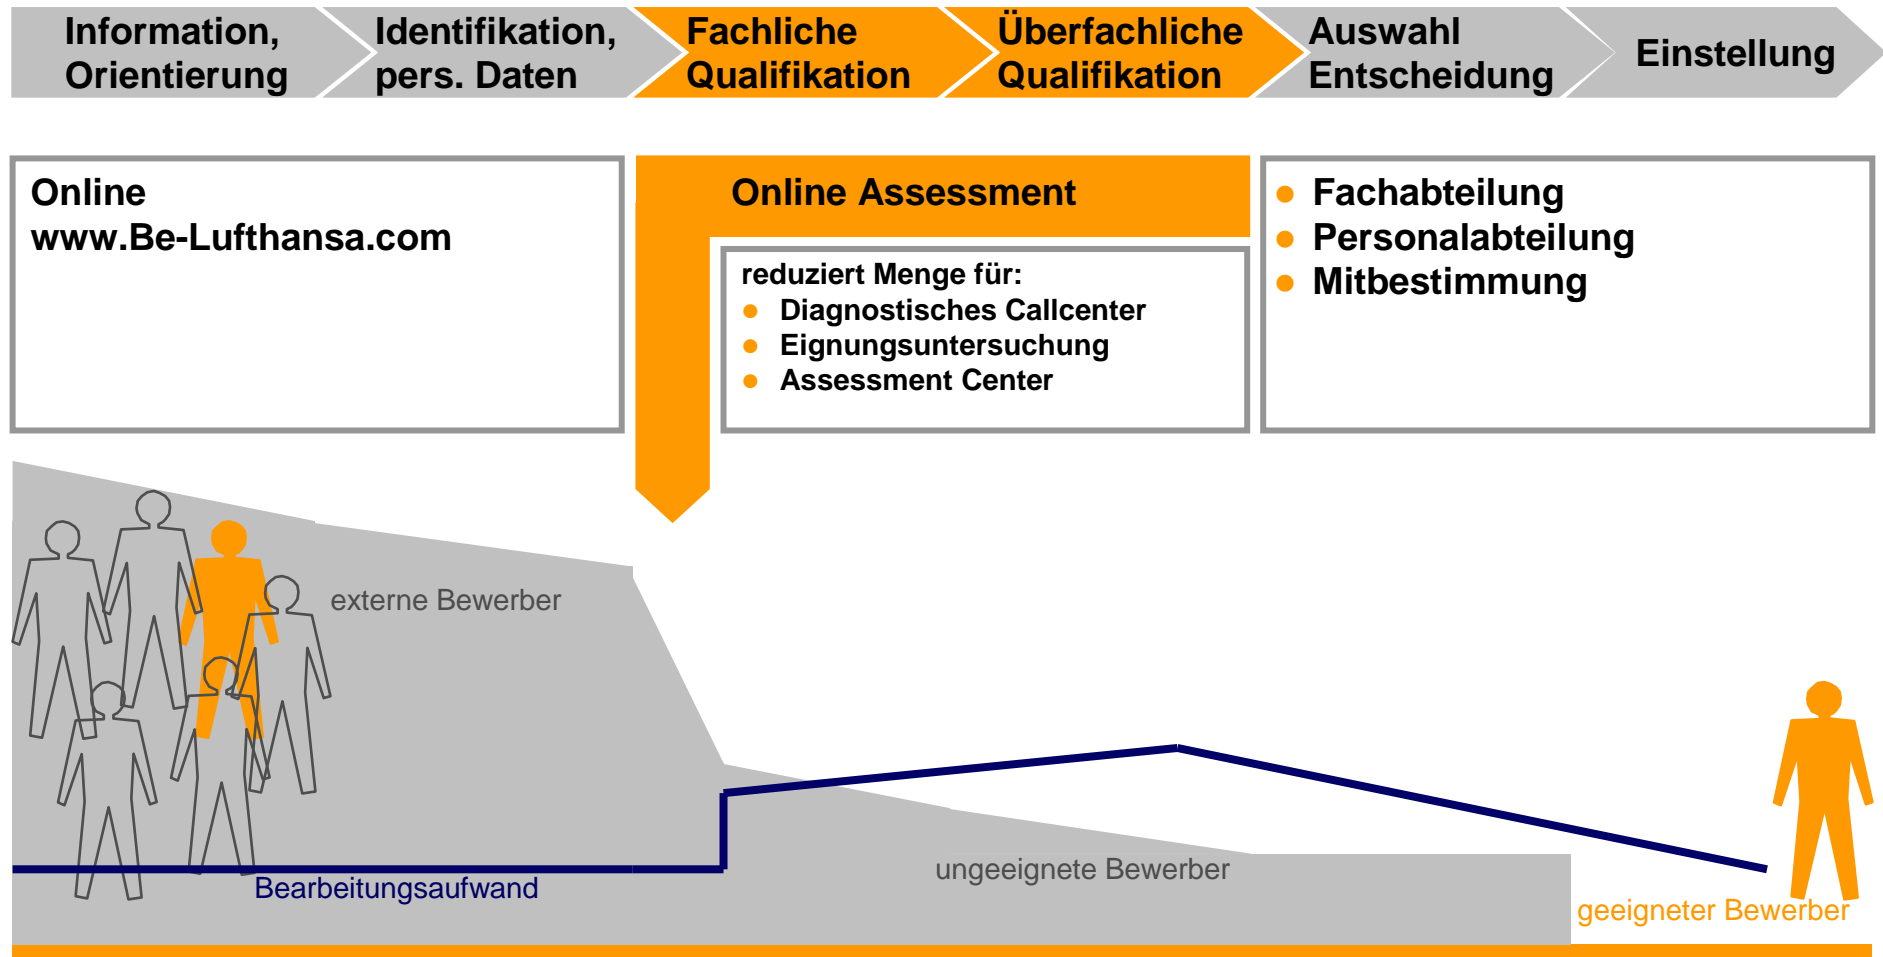 Information,
Orientierung
Identifikation,
pers. Daten
Fachliche
Qualifikation
Überfachliche
Qualifikation
Auswahl
Entscheidung
Einstellung
Online
www.Be-Lufthansa.com
Online Assessment
reduziert Menge für:
● Diagnostisches Callcenter
● Eignungsuntersuchung
● Assessment Center
● Fachabteilung
● Personalabteilung
● Mitbestimmung
externe Bewerber
ungeeignete Bewerber
Bearbeitungsaufwand
geeigneter Bewerber